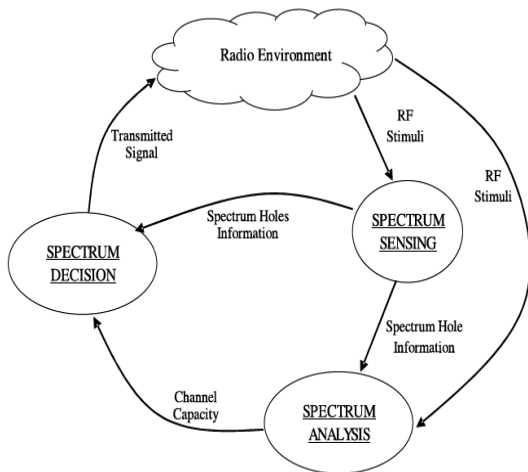 Radio Environment
RF
Stimuli
Transmitted
Signal
RF
Stimuli
Spectrum Holes
Information
SPECTRUM
SENSING
SPECTRUM
DECISION
Spectrum Hole
Information
Channel
Capacity
SPECTRUM
ANALYSIS